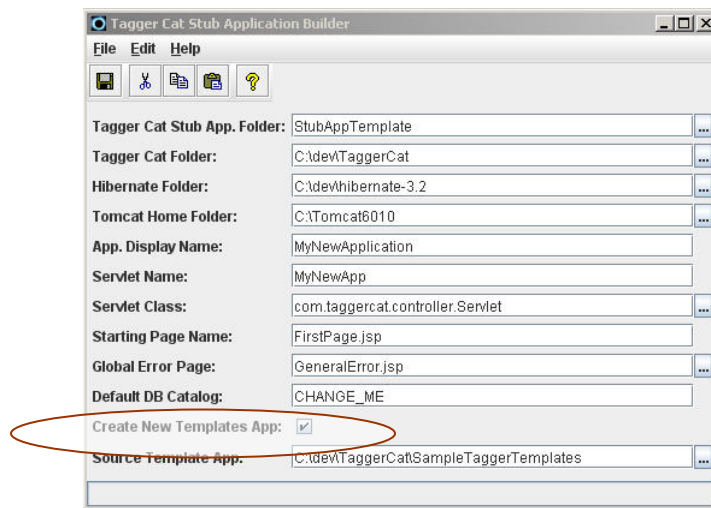 Tagger Cat Stub Application Builder
File Edit Help
Tagger Cat Stub App. Folder: StubAppTemplate ...
Tagger Cat Folder: C:\dev\TaggerCat ...
Hibernate Folder: C:\dev\hibernate-3.2 ...
Tomcat Home Folder: C:\Tomcat6010 ...
App. Display Name: MyNewApplication
Servlet Name: MyNewApp
Servlet Class: com.taggercat.controller.Servlet ...
Starting Page Name: FirstPage.jsp
Global Error Page: GeneralError.jsp ...
Default DB Catalog: CHANGE_ME
Create New Templates App:
Source Template App. C:\dev\TaggerCat\SampleTaggerTemplates ...